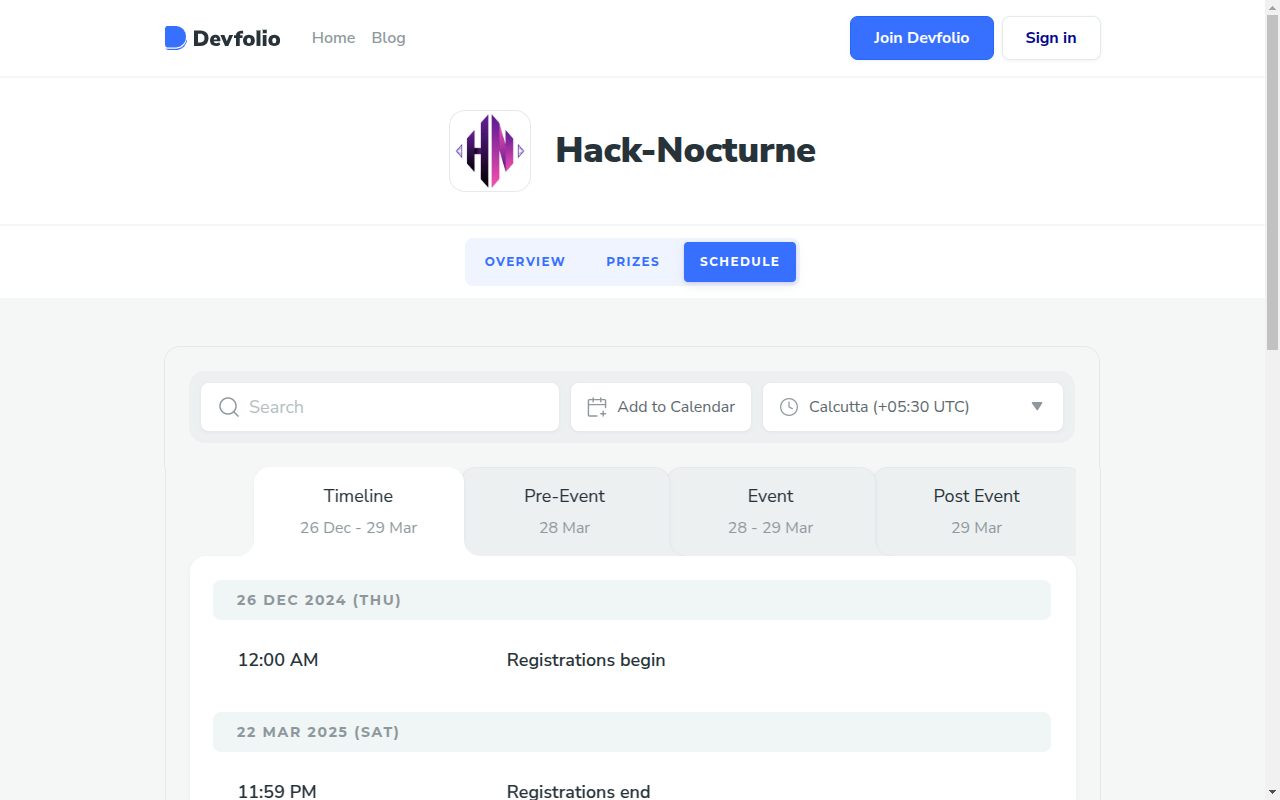 Devfolio
Home Blog
Join Devfolio
Sign in
HN
Hack-Nocturne
OVERVIEW PRIZES SCHEDULE
Search
Add to Calendar
Calcutta (+05:30 UTC)
Timeline
26 Dec - 29 Mar
Pre-Event
28 Mar
Event
28 - 29 Mar
Post Event
29 Mar
26 DEC 2024 (THU)
12:00 AM Registrations begin
22 MAR 2025 (SAT)
11:59 PM Registrations end